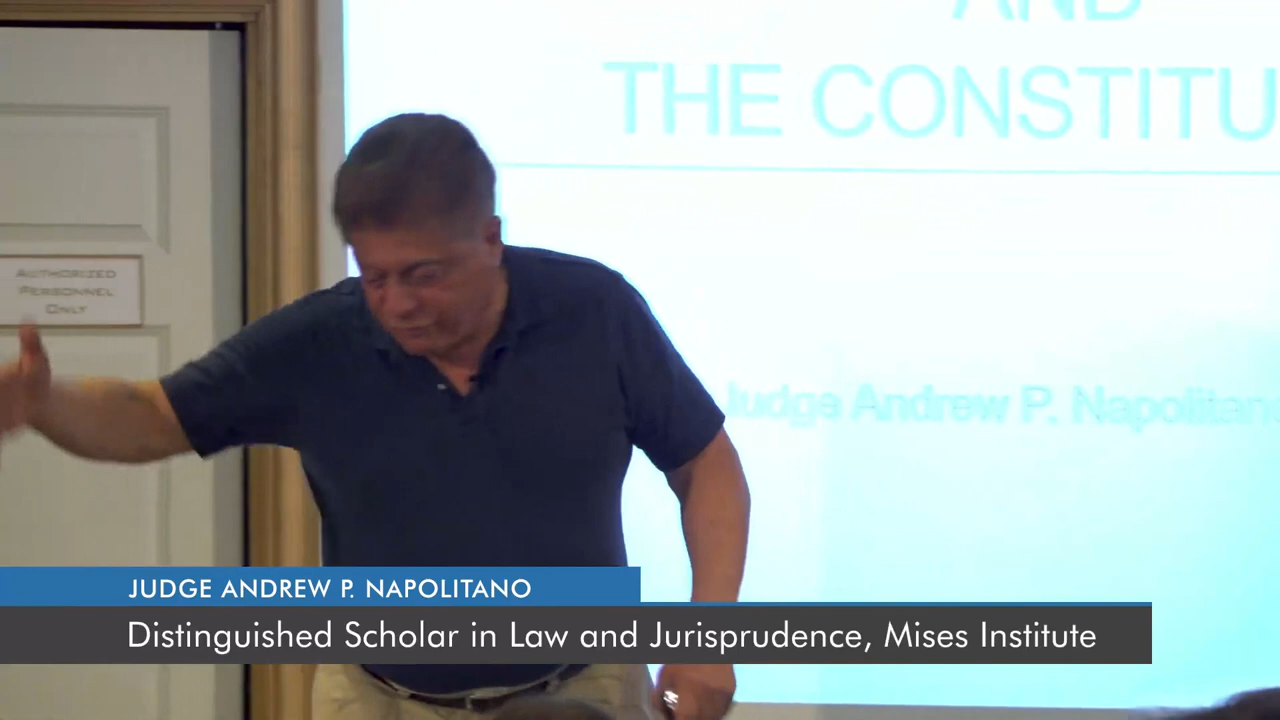 AND
THE CONSTITU
AUTHORIZED
PERSONNEL
ONLY
Judge Andrew P. Napolitano
JUDGE ANDREW P. NAPOLITANO
Distinguished Scholar in Law and Jurisprudence, Mises Institute